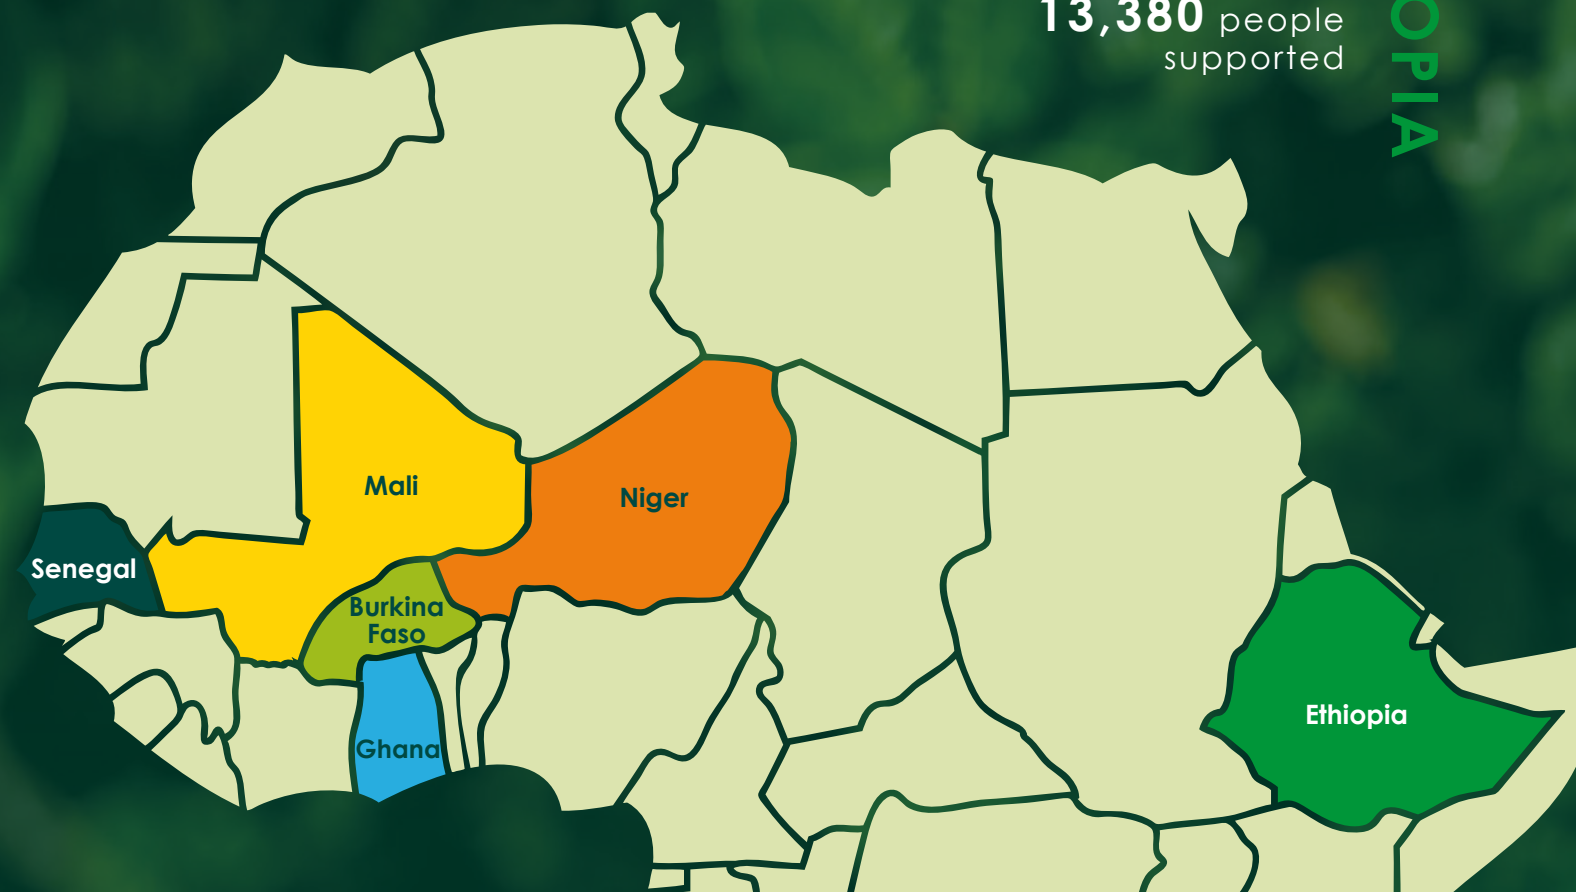 13,380 people
supported
OPIA
Mali
Niger
Senegal
Burkina
Faso
Ghana
Ethiopia